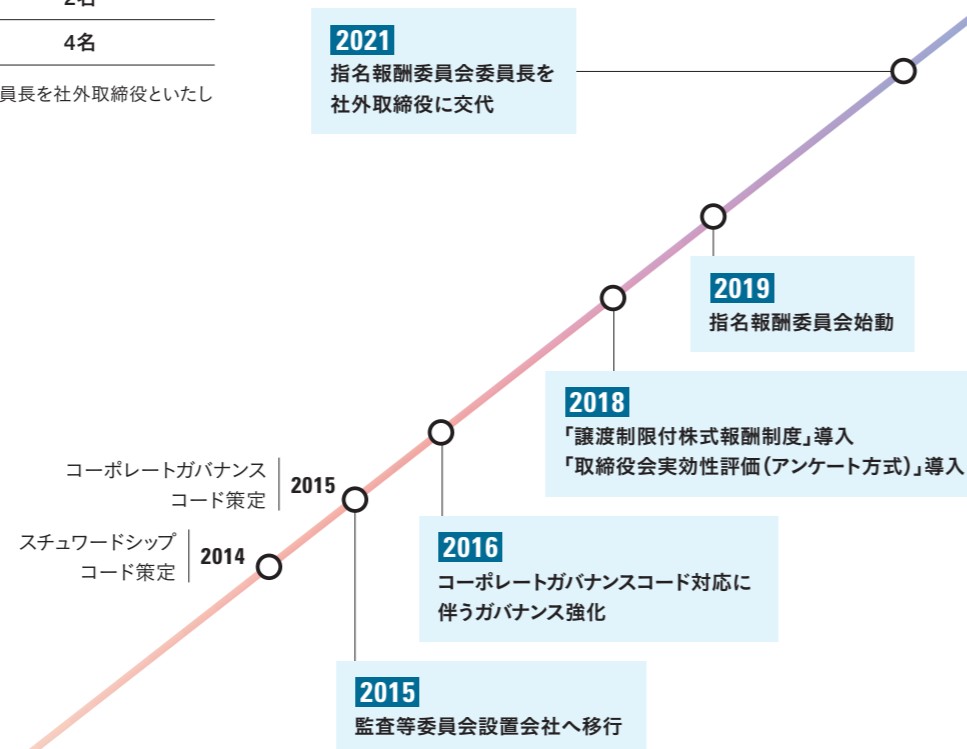 2名
4名
員長を社外取締役といたし
2021
指名報酬委員会委員長を
社外取締役に交代
2019
指名報酬委員会始動
2018
「譲渡制限付株式報酬制度」導入
「取締役会実効性評価（アンケート方式）」導入
コーポレートガバナンス
コード策定
2015
スチュワードシップ
コード策定
2014
2016
コーポレートガバナンスコード対応に
伴うガバナンス強化
2015
監査等委員会設置会社へ移行